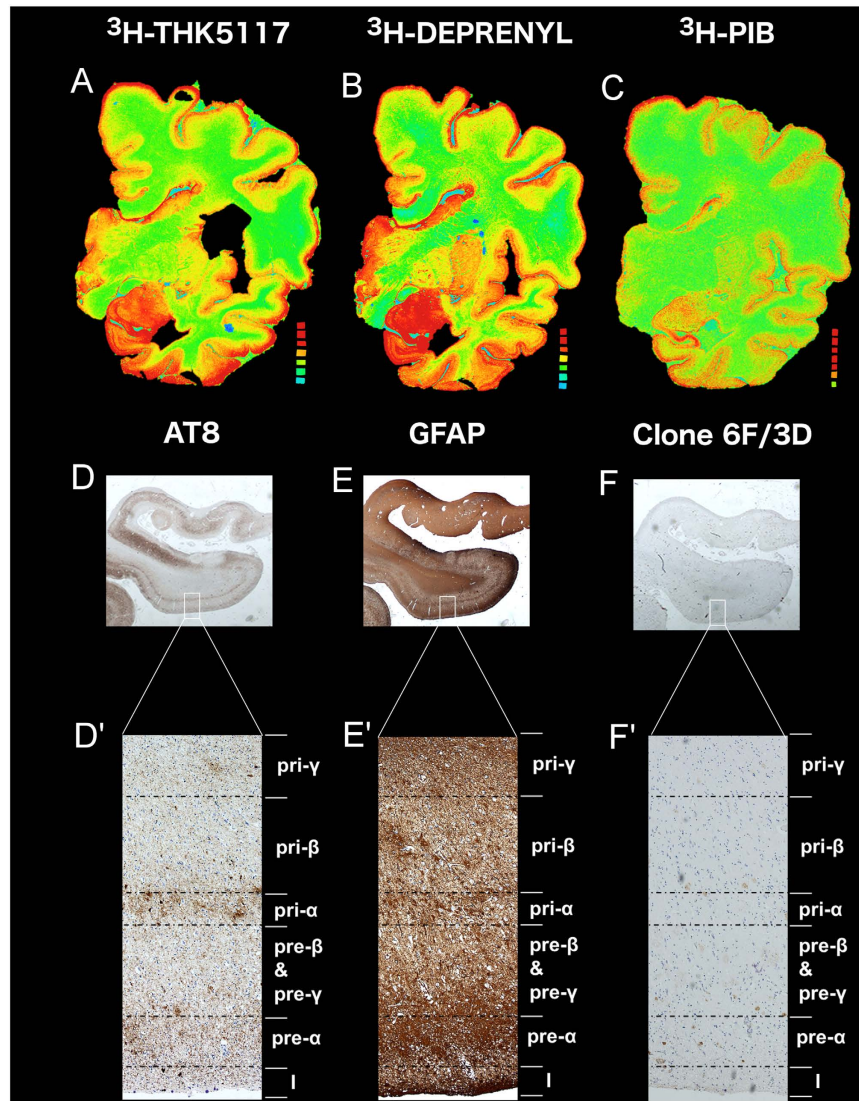 ³H-THK5117 ³H-DEPRENYL ³H-PIB
A B C
AT8 GFAP Clone 6F/3D
D E F
D' E' F'
pri-γ pri-γ pri-γ
pri-β pri-β pri-β
pri-α pri-α pri-α
pre-β pre-β pre-β
& & &
pre-γ pre-γ pre-γ
pre-α pre-α pre-α
I I I